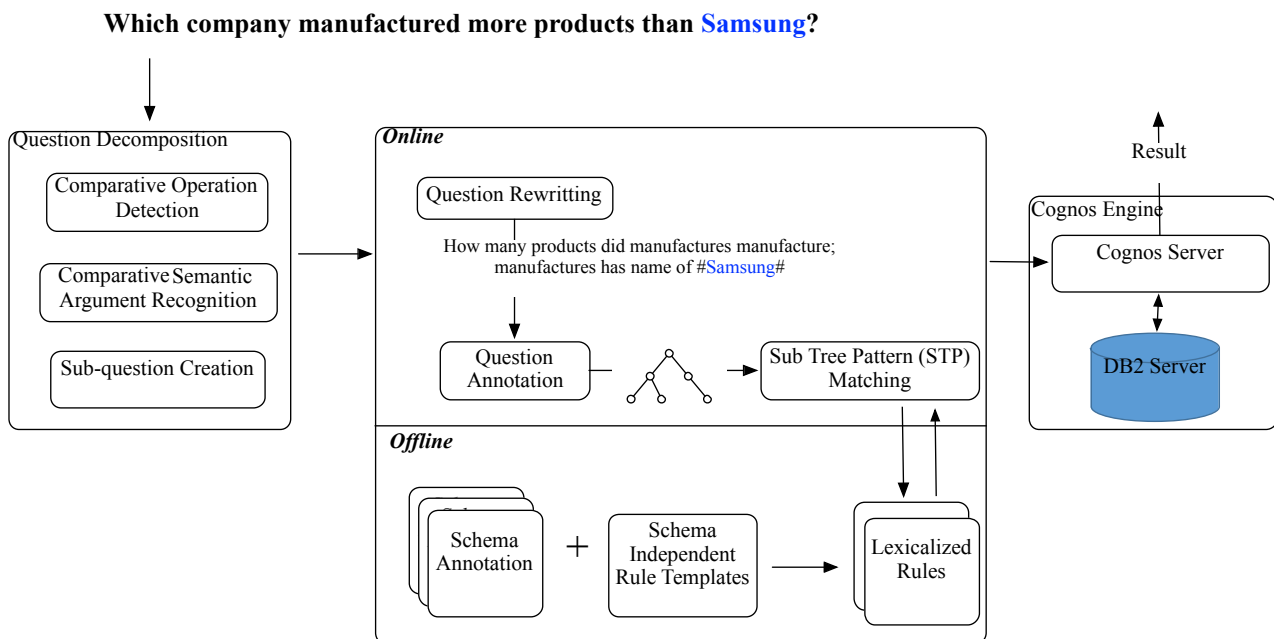 Which company manufactured more products than Samsung?
Question Decomposition
Comparative Operation
Detection
Comparative Semantic
Argument Recognition
Sub-question Creation
Online
Question Rewritting
How many products did manufactures manufacture;
manufactures has name of #Samsung#
Question
Annotation
Sub Tree Pattern (STP)
Matching
Offline
Schema
Annotation
+
Schema
Independent
Rule Templates
Lexicalized
Rules
Result
Cognos Engine
Cognos Server
DB2 Server